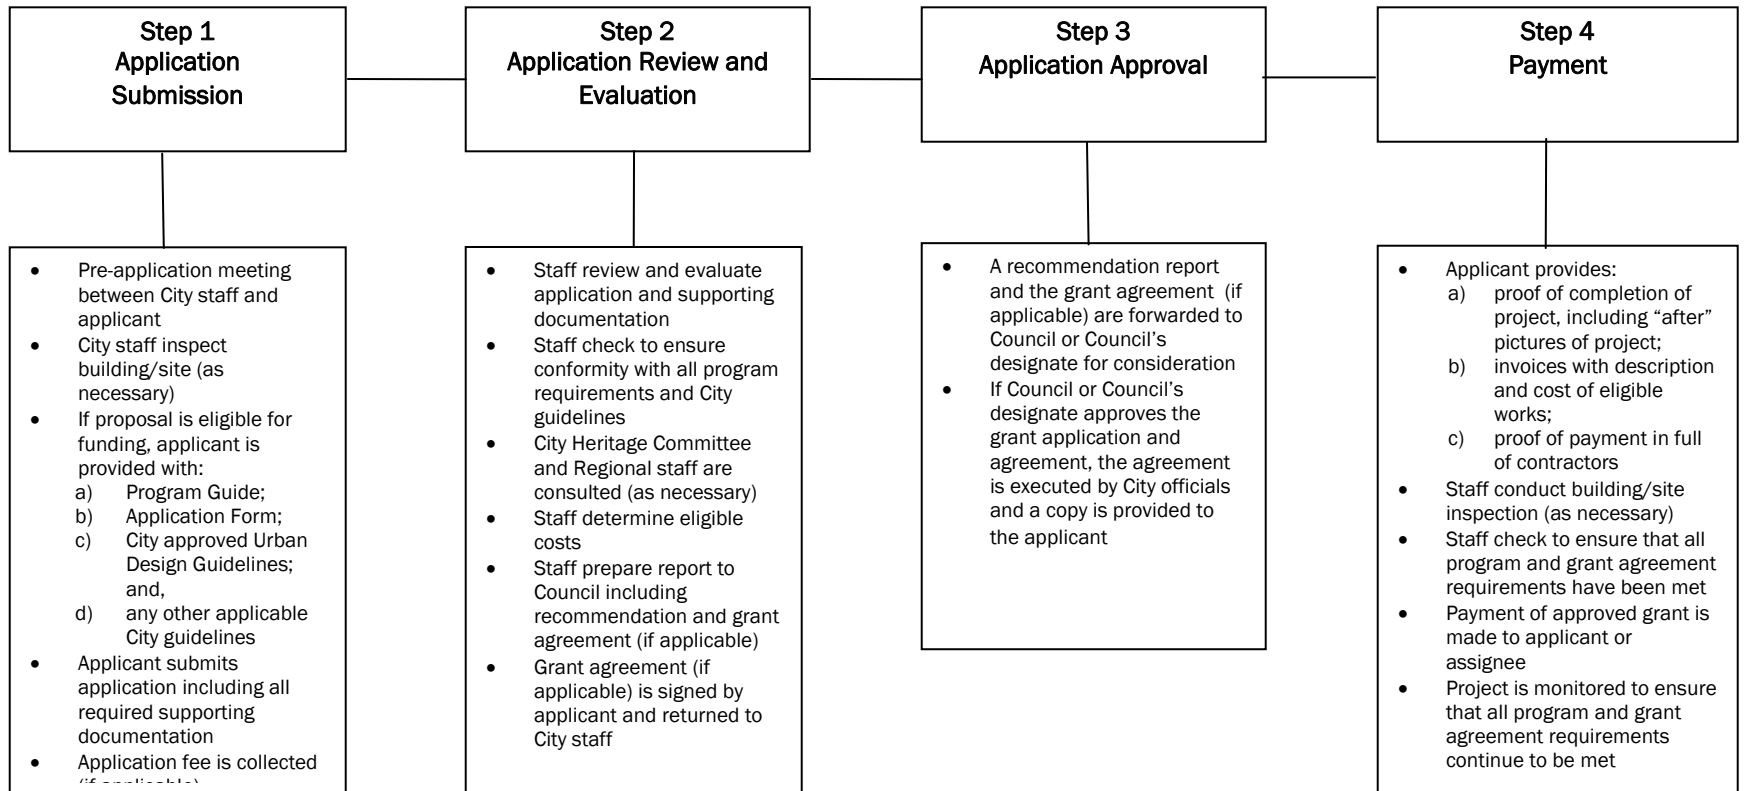 Step 1
Application
Submission
Step 2
Application Review and
Evaluation
Step 3
Application Approval
Step 4
Payment
• Pre-application meeting
between City staff and
applicant
• City staff inspect
building/site (as
necessary)
• If proposal is eligible for
funding, applicant is
provided with:
a) Program Guide;
b) Application Form;
c) City approved Urban
Design Guidelines;
and,
d) any other applicable
City guidelines
• Applicant submits
application including all
required supporting
documentation
• Application fee is collected
(if applicable)
• Staff review and evaluate
application and supporting
documentation
• Staff check to ensure
conformity with all program
requirements and City
guidelines
• City Heritage Committee
and Regional staff are
consulted (as necessary)
• Staff determine eligible
costs
• Staff prepare report to
Council including
recommendation and grant
agreement (if applicable)
• Grant agreement (if
applicable) is signed by
applicant and returned to
City staff
• A recommendation report
and the grant agreement (if
applicable) are forwarded to
Council or Council’s
designate for consideration
• If Council or Council’s
designate approves the
grant application and
agreement, the agreement
is executed by City officials
and a copy is provided to
the applicant
• Applicant provides:
a) proof of completion of
project, including “after”
pictures of project;
b) invoices with description
and cost of eligible
works;
c) proof of payment in full
of contractors
• Staff conduct building/site
inspection (as necessary)
• Staff check to ensure that all
program and grant agreement
requirements have been met
• Payment of approved grant is
made to applicant or
assignee
• Project is monitored to ensure
that all program and grant
agreement requirements
continue to be met